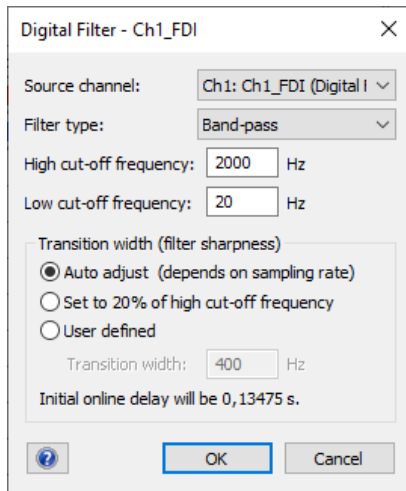 Digital Filter - Ch1_FDI
Source channel: Ch1: Ch1_FDI (Digital
Filter type: Band-pass
High cut-off frequency: 2000 Hz
Low cut-off frequency: 20 Hz
Transition width (filter sharpness)
Auto adjust (depends on sampling rate)
Set to 20% of high cut-off frequency
User defined
Transition width: 400 Hz
Initial online delay will be 0,13475 s.
? OK Cancel